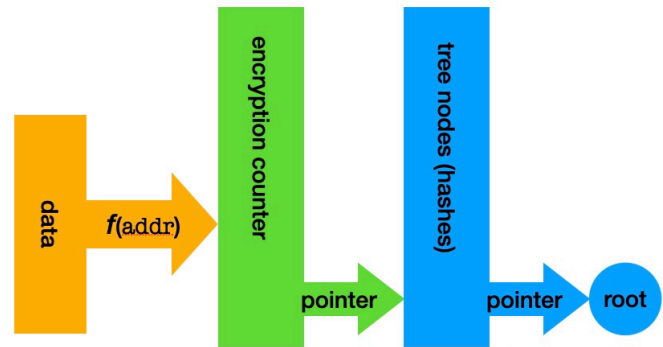 data
f(addr)
encryption counter
pointer
tree nodes (hashes)
pointer
root